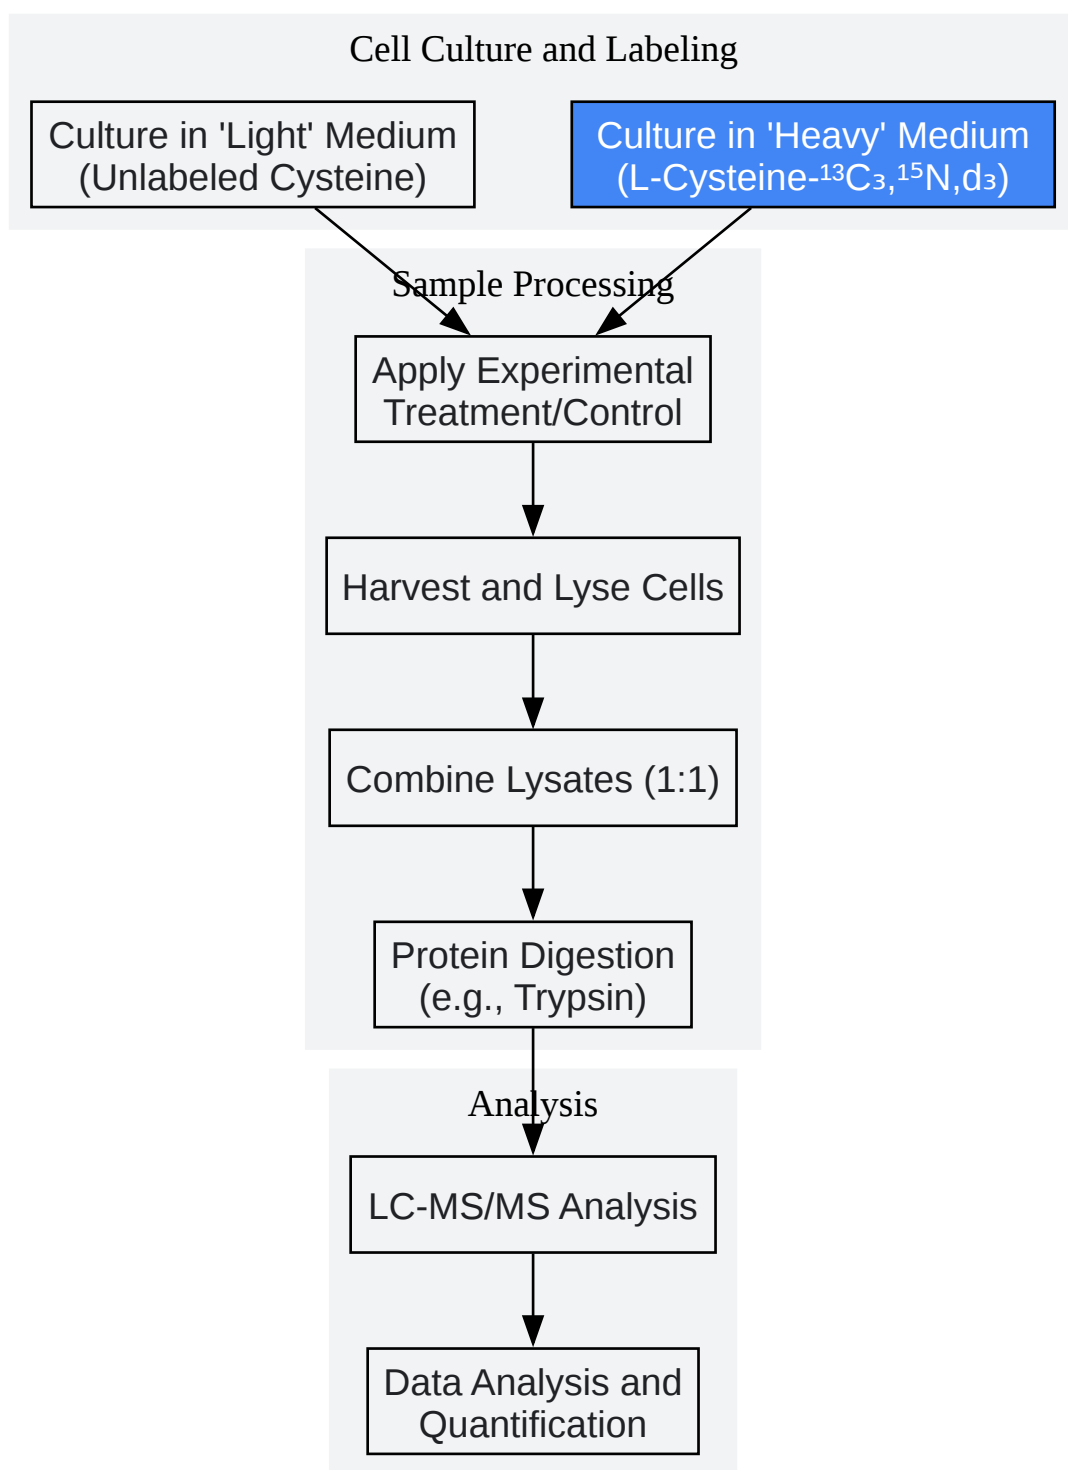 Cell Culture and Labeling
Culture in 'Light' Medium
(Unlabeled Cysteine)
Culture in 'Heavy' Medium
(L-Cysteine-¹³C₃,¹⁵N,d₃)
Sample Processing
Apply Experimental
Treatment/Control
Harvest and Lyse Cells
Combine Lysates (1:1)
Protein Digestion
(e.g., Trypsin)
Analysis
LC-MS/MS Analysis
Data Analysis and
Quantification